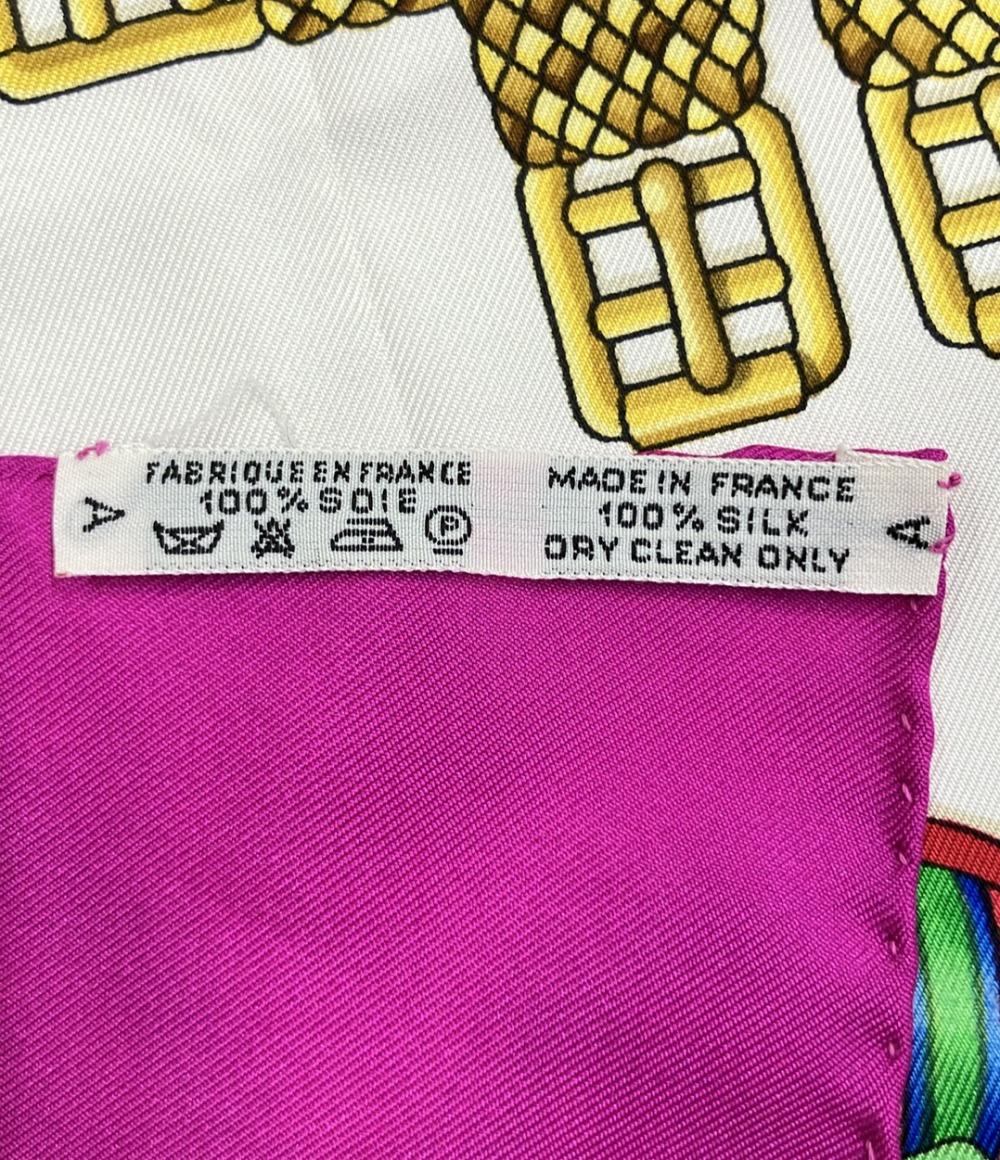 A
FABRIQUE EN FRANCE
100% SOIE
P
MADE IN FRANCE
100% SILK
DRY CLEAN ONLY
A